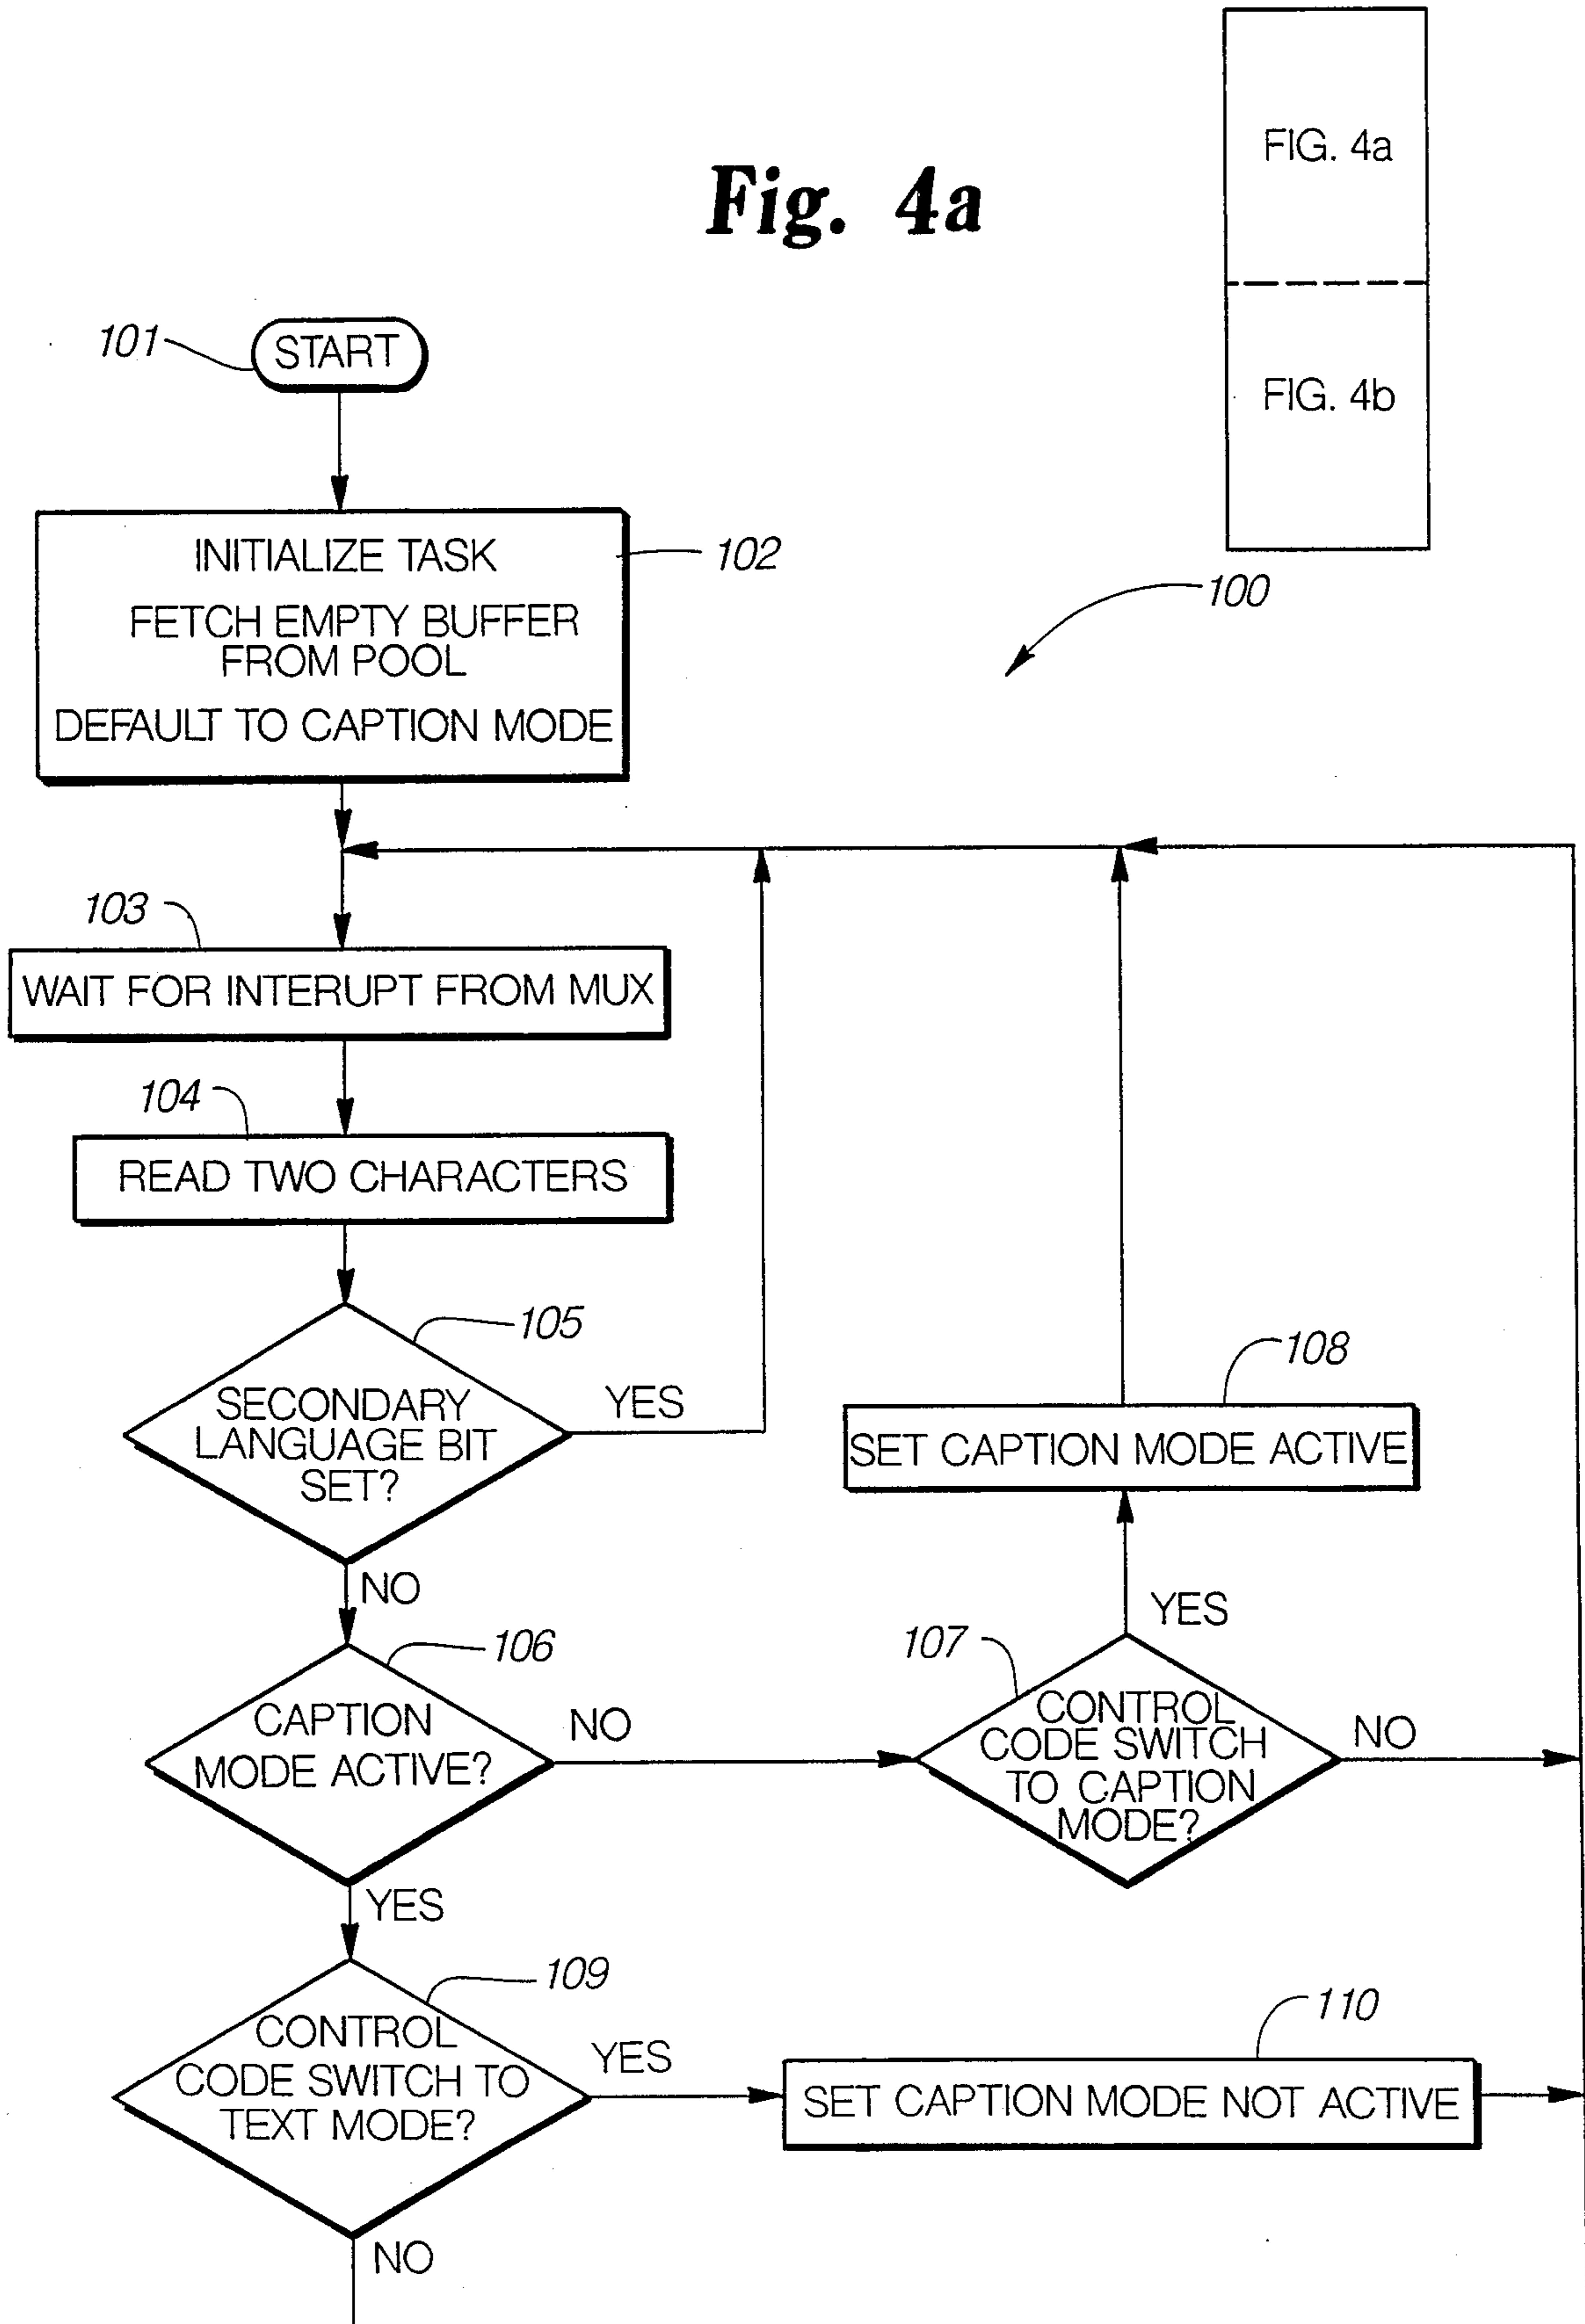 Fig. 4a
FIG. 4a
FIG. 4b
101
START
INITIALIZE TASK
FETCH EMPTY BUFFER
FROM POOL
DEFAULT TO CAPTION MODE
102
100
103
WAIT FOR INTERUPT FROM MUX
104
READ TWO CHARACTERS
105
SECONDARY
LANGUAGE BIT
SET?
YES
NO
108
SET CAPTION MODE ACTIVE
YES
106
CAPTION
MODE ACTIVE?
NO
107
CONTROL
CODE SWITCH
TO CAPTION
MODE?
NO
YES
109
CONTROL
CODE SWITCH TO
TEXT MODE?
YES
110
SET CAPTION MODE NOT ACTIVE
NO